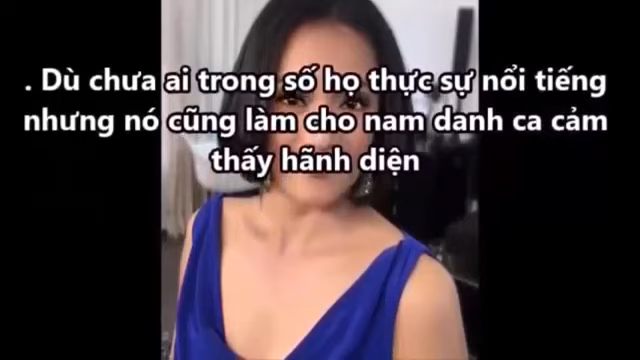 . Dù chưa ai trong số họ thực sự nổi tiếng
nhưng nó cũng làm cho nam danh ca cảm
thấy hãnh diện